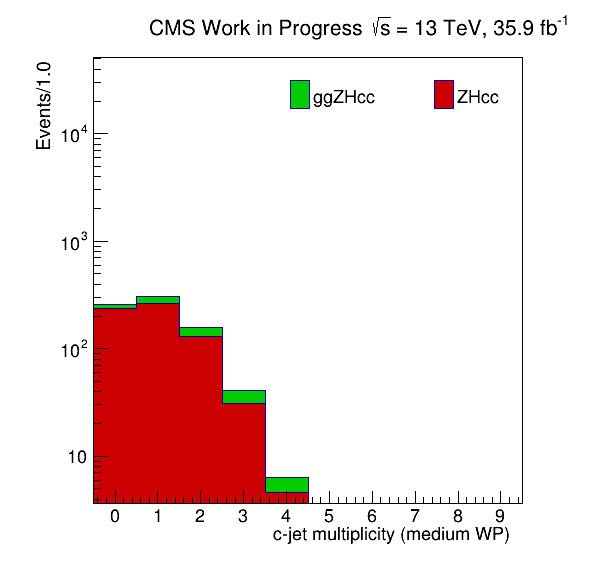 CMS Work in Progress √s = 13 TeV, 35.9 fb⁻¹
Events/1.0
ggZHcc ZHcc
10⁴
10³
10²
10
0 1 2 3 4 5 6 7 8 9
c-jet multiplicity (medium WP)